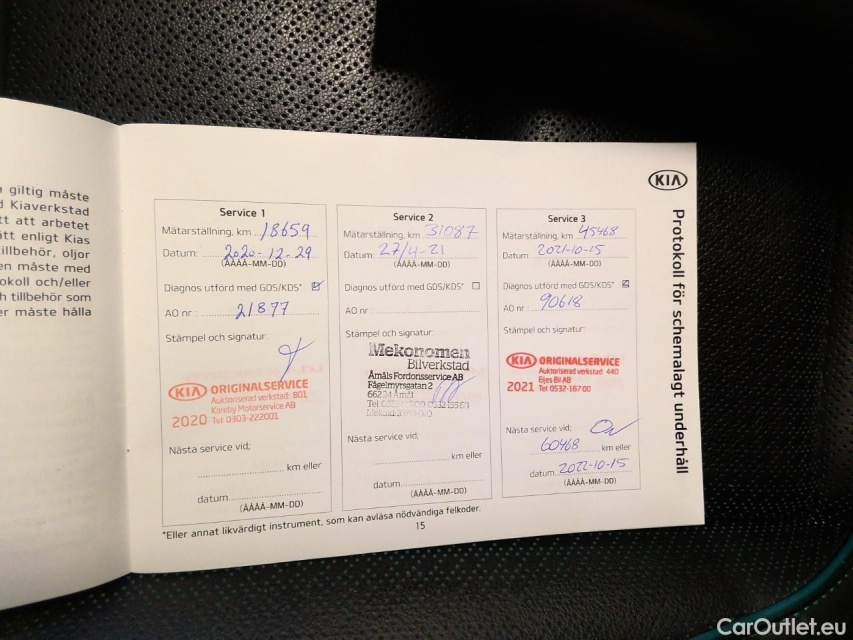 giltig måste
Kiaverkstad
tt att arbetet
ätt enligt Kias
illbehör, oljor
en måste med
okoll och/eller
h tillbehör som
er måste hålla
KIA
Protokoll för schemalagt underhåll
Service 1
Mätarställning, km 18659
Datum: 2020-12-29
(ÅÅÅÅ-MM-DD)
Diagnos utförd med GDS/KDS*
AO nr : 21877
Stämpel och signatur:
KIA ORIGINALSERVICE
Auktoriserad verkstad: 801
Kareby Motorservice AB
2020 Tel 0303-222001
Nästa service vid;
km eller
datum
(ÅÅÅÅ-MM-DD)
Service 2
Mätarställning, km 31087
Datum: 27/4-21
(ÅÅÅÅ-MM-DD)
Diagnos utförd med GDS/KDS*
AO nr :
Stämpel och signatur:
Mekonomen
Bilverkstad
Åmåls Fordonsservice AB
Fågelmyrsgatan 2
Åmål
Tel
Nästa service vid;
km eller
datum
(ÅÅÅÅ-MM-DD)
Service 3
Mätarställning, km 45468
Datum: 2021-10-15
(ÅÅÅÅ-MM-DD)
Diagnos utförd med GDS/KDS*
AO nr : 90618
Stämpel och signatur:
KIA ORIGINALSERVICE
Auktoriserad verkstad: 440
Eijes Bil AB
2021 Tel 0532-167 00
Nästa service vid;
60468 km eller
datum 2022-10-15
(ÅÅÅÅ-MM-DD)
*Eller annat likvärdigt instrument, som kan avläsa nödvändiga felkoder.
15
CarOutlet.eu